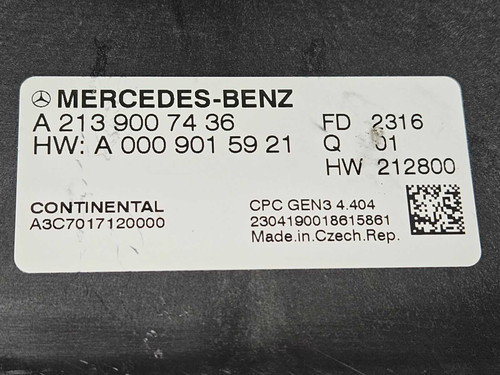 MERCEDES-BENZ
A 213 900 74 36 FD 2316
HW: A 000 901 59 21 Q 01
HW 212800
CONTINENTAL CPC GEN3 4.404
A3C7017120000 2304190018615861
Made.in.Czech.Rep.